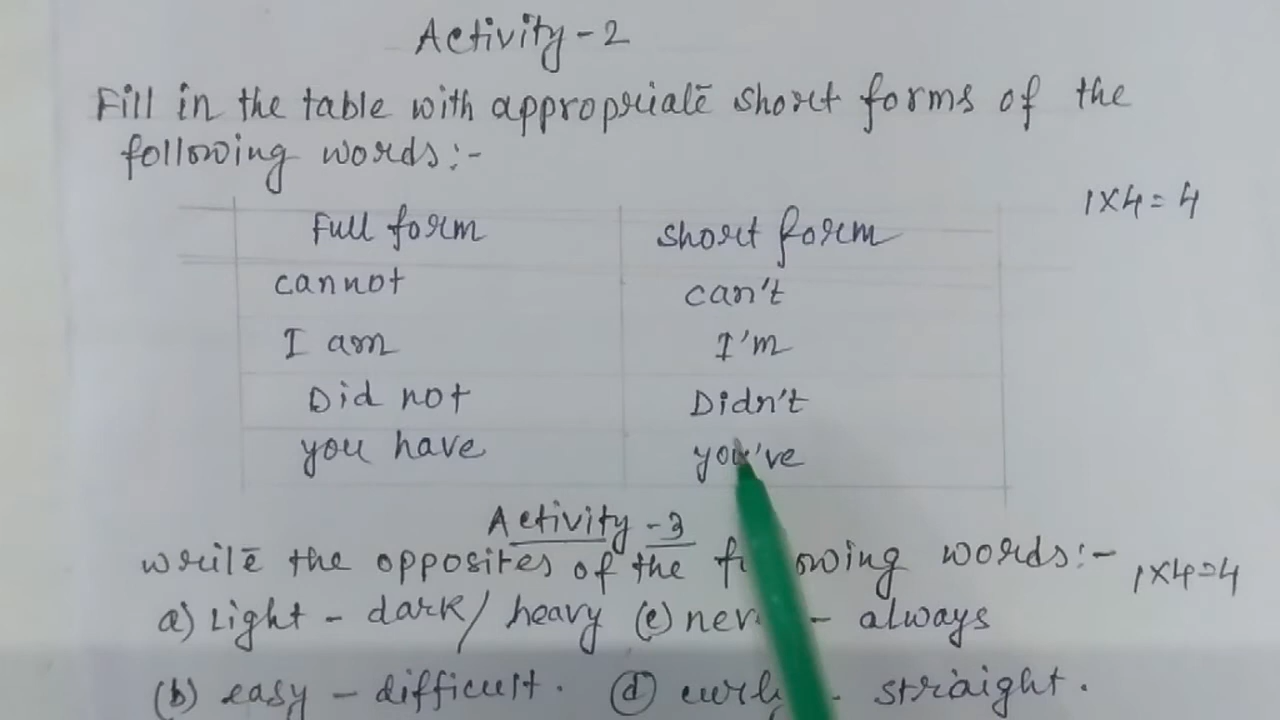 Activity-2
Fill in the table with appropriate short forms of the
following words:-
1x4=4
Full form short form
cannot can't
I am I'm
Did not Didn't
you have you've
Activity-3
write the opposites of the words:-
1x4=4
a) Light - dark/ heavy (c) - always
(b) easy - difficult. (d) - straight.